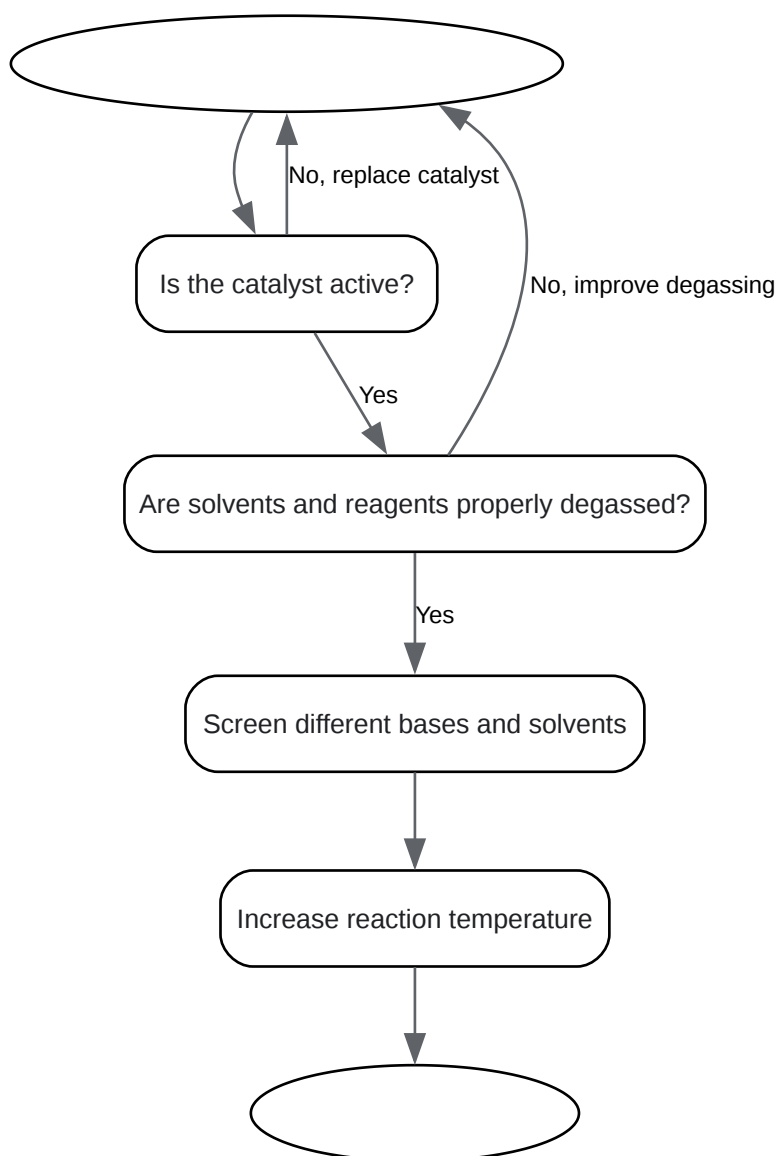 No, replace catalyst
Is the catalyst active?
No, improve degassing
Yes
Are solvents and reagents properly degassed?
Yes
Screen different bases and solvents
Increase reaction temperature